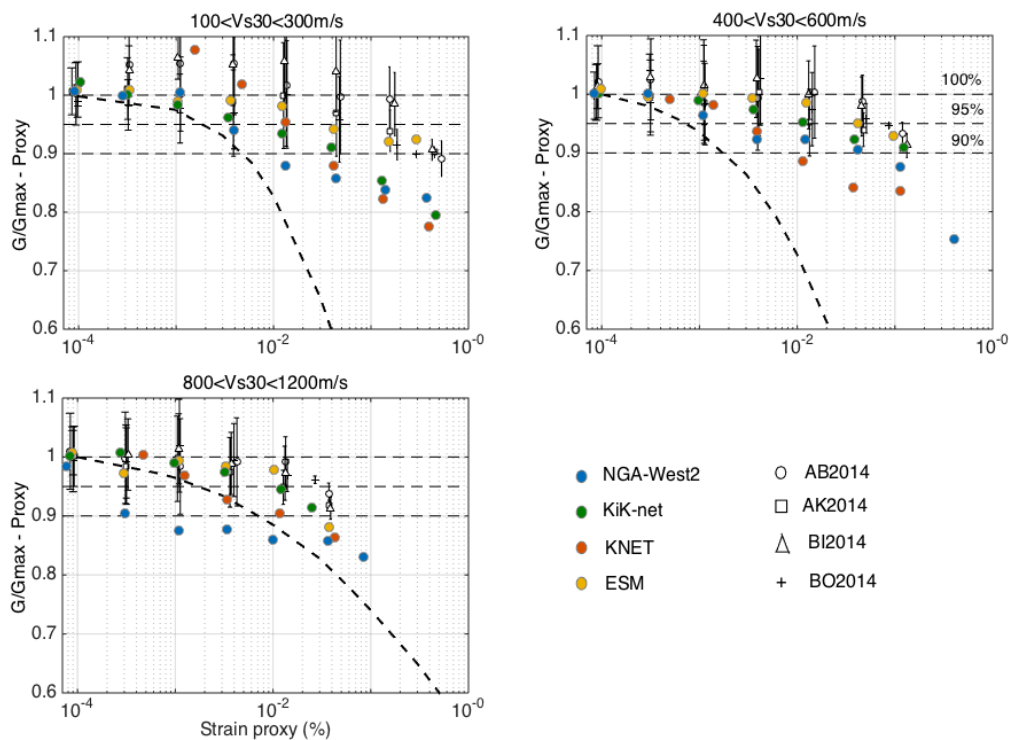 100<Vs30<300m/s
G/Gmax - Proxy
1.1
1
0.9
0.8
0.7
0.6
10-4
10-2
10-0
400<Vs30<600m/s
G/Gmax - Proxy
1.1
1
0.9
0.8
0.7
0.6
100%
95%
90%
10-4
10-2
10-0
800<Vs30<1200m/s
G/Gmax - Proxy
1.1
1
0.9
0.8
0.7
0.6
10-4
10-2
10-0
Strain proxy (%)
NGA-West2
KiK-net
KNET
ESM
AB2014
AK2014
BI2014
BO2014